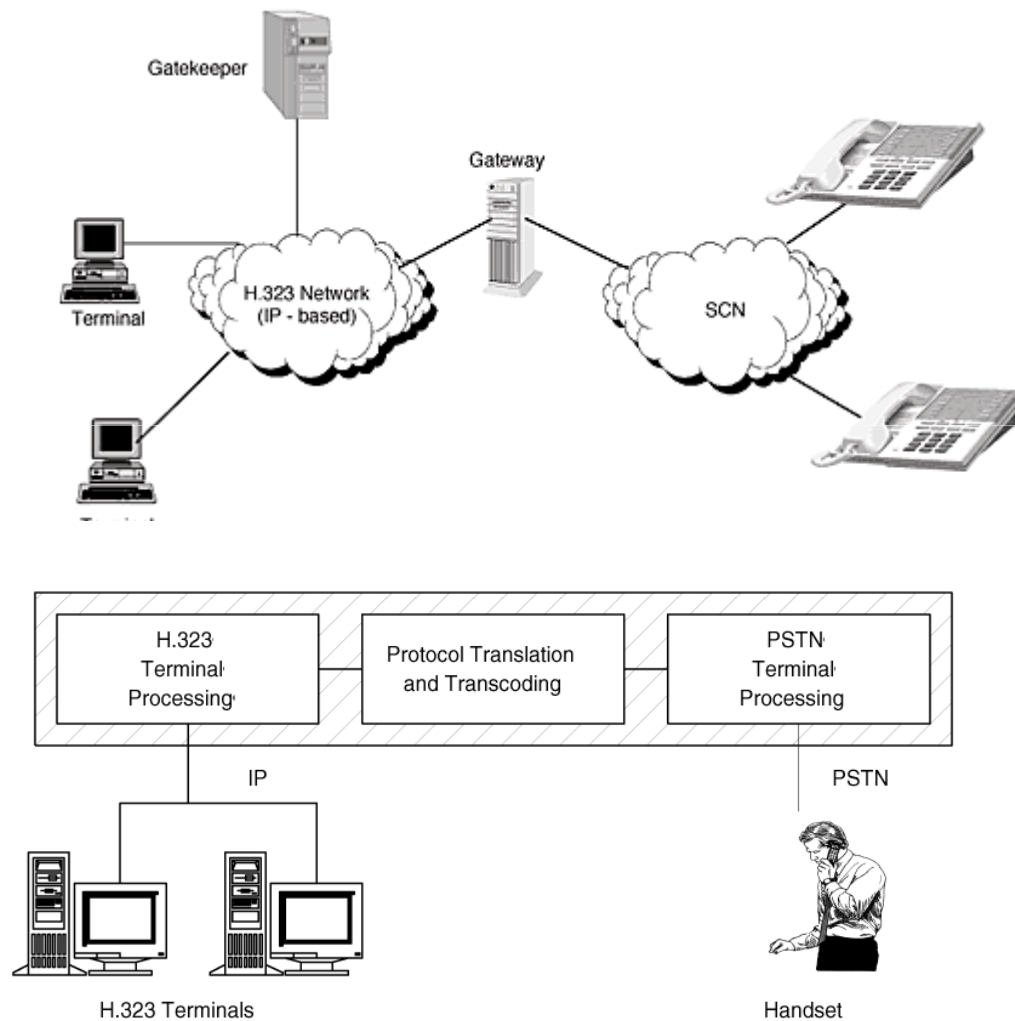 Gatekeeper
Gateway
Terminal
H.323 Network
(IP - based)
SCN
H.323
Terminal
Processing
Protocol Translation
and Transcoding
PSTN
Terminal
Processing
IP
PSTN
H.323 Terminals
Handset